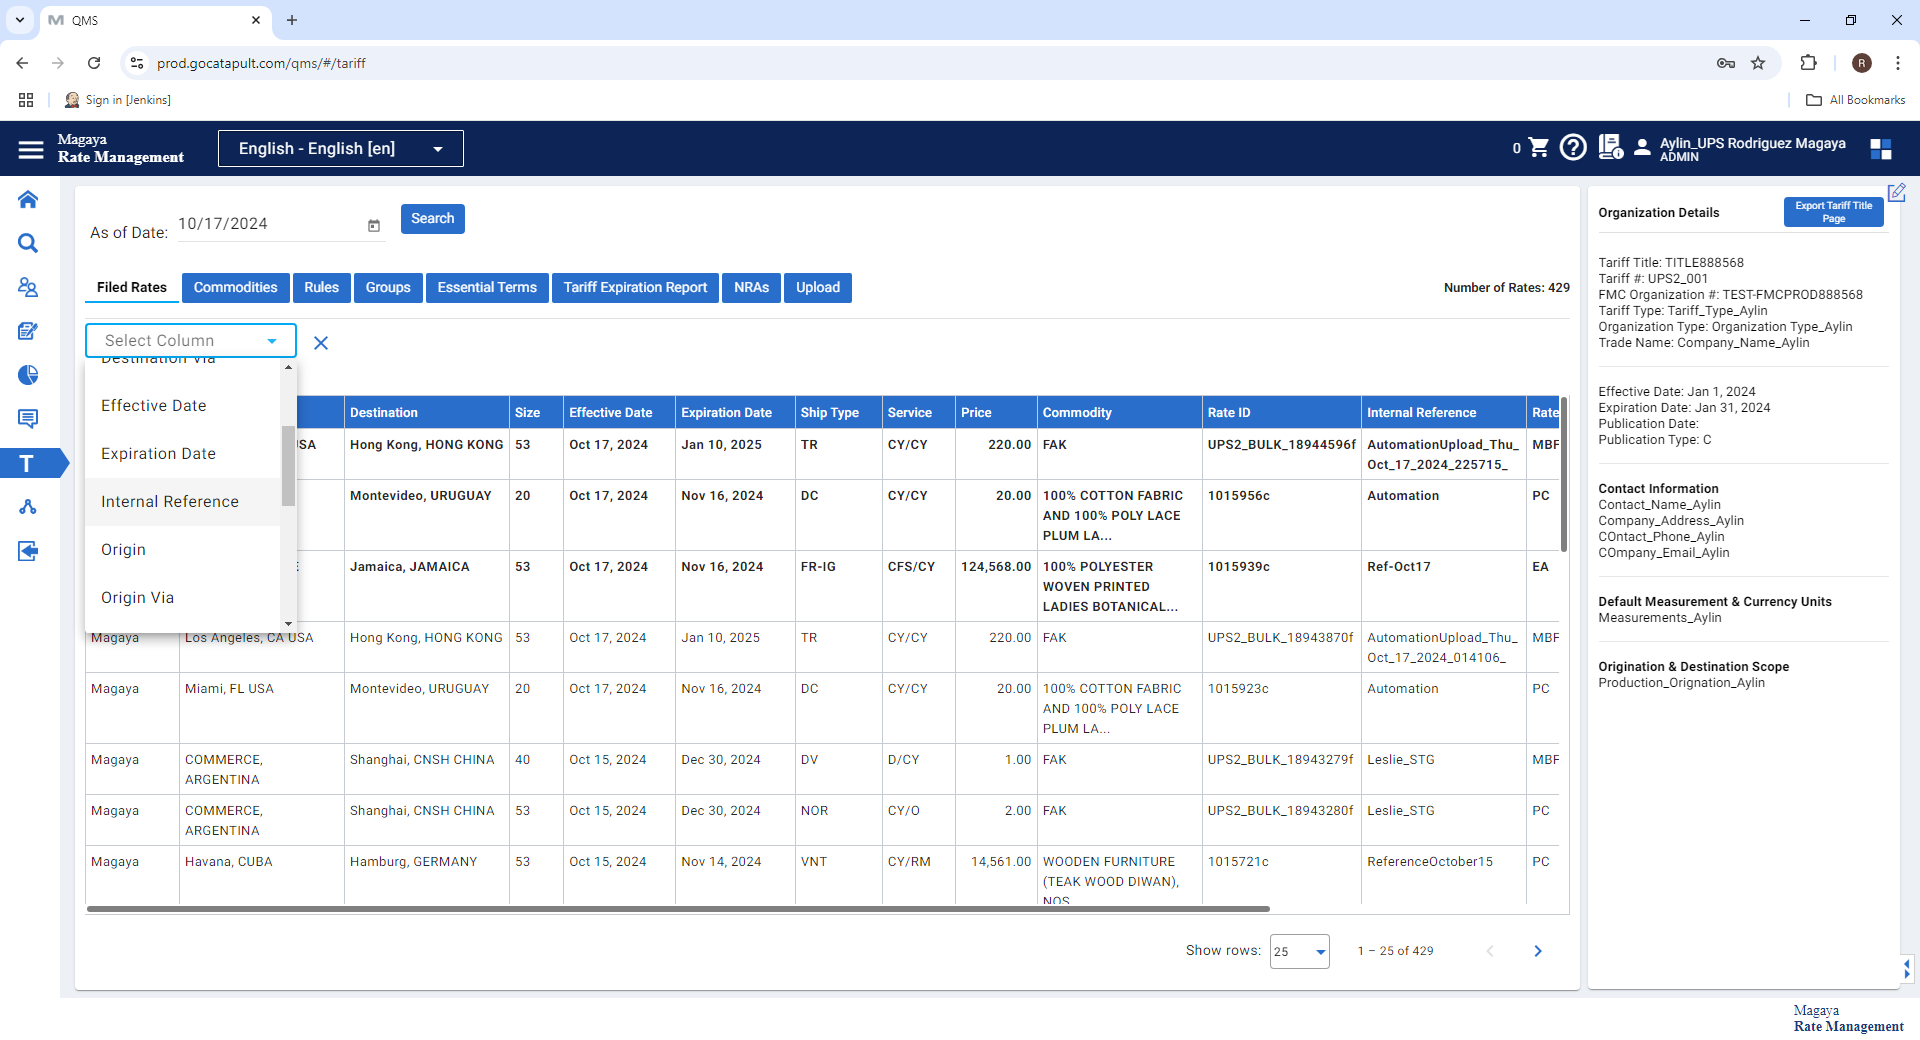 QMS
prod.gocatapult.com/qms/#/tariff
R
Sign in [Jenkins]
All Bookmarks
Magaya
Rate Management
English - English [en]
0
Aylin_UPS Rodriguez Magaya
ADMIN
As of Date:
10/17/2024
Search
Filed Rates
Commodities
Rules
Groups
Essential Terms
Tariff Expiration Report
NRAs
Upload
Number of Rates: 429
Select Column
Destination Via
Effective Date
Expiration Date
Internal Reference
Origin
Origin Via
T
Destination
Size
Effective Date
Expiration Date
Ship Type
Service
Price
Commodity
Rate ID
Internal Reference
Rate
USA
Hong Kong, HONG KONG
53
Oct 17, 2024
Jan 10, 2025
TR
CY/CY
220.00
FAK
UPS2_BULK_18944596f
AutomationUpload_Thu_
Oct_17_2024_225715_
MBF
Montevideo, URUGUAY
20
Oct 17, 2024
Nov 16, 2024
DC
CY/CY
20.00
100% COTTON FABRIC
AND 100% POLY LACE
PLUM LA...
1015956c
Automation
PC
Jamaica, JAMAICA
53
Oct 17, 2024
Nov 16, 2024
FR-IG
CFS/CY
124,568.00
100% POLYESTER
WOVEN PRINTED
LADIES BOTANICAL...
1015939c
Ref-Oct17
EA
Magaya
Los Angeles, CA USA
Hong Kong, HONG KONG
53
Oct 17, 2024
Jan 10, 2025
TR
CY/CY
220.00
FAK
UPS2_BULK_18943870f
AutomationUpload_Thu_
Oct_17_2024_014106_
MBF
Magaya
Miami, FL USA
Montevideo, URUGUAY
20
Oct 17, 2024
Nov 16, 2024
DC
CY/CY
20.00
100% COTTON FABRIC
AND 100% POLY LACE
PLUM LA...
1015923c
Automation
PC
Magaya
COMMERCE,
ARGENTINA
Shanghai, CNSH CHINA
40
Oct 15, 2024
Dec 30, 2024
DV
D/CY
1.00
FAK
UPS2_BULK_18943279f
Leslie_STG
MBF
Magaya
COMMERCE,
ARGENTINA
Shanghai, CNSH CHINA
53
Oct 15, 2024
Dec 30, 2024
NOR
CY/O
2.00
FAK
UPS2_BULK_18943280f
Leslie_STG
PC
Magaya
Havana, CUBA
Hamburg, GERMANY
53
Oct 15, 2024
Nov 14, 2024
VNT
CY/RM
14,561.00
WOODEN FURNITURE
(TEAK WOOD DIWAN),
NOS
1015721c
ReferenceOctober15
PC
Show rows:
25
1 – 25 of 429
Organization Details
Export Tariff Title
Page
Tariff Title: TITLE888568
Tariff #: UPS2_001
FMC Organization #: TEST-FMCPROD888568
Tariff Type: Tariff_Type_Aylin
Organization Type: Organization Type_Aylin
Trade Name: Company_Name_Aylin
Effective Date: Jan 1, 2024
Expiration Date: Jan 31, 2024
Publication Date:
Publication Type: C
Contact Information
Contact_Name_Aylin
Company_Address_Aylin
COntact_Phone_Aylin
COmpany_Email_Aylin
Default Measurement & Currency Units
Measurements_Aylin
Origination & Destination Scope
Production_Orignation_Aylin
Magaya
Rate Management